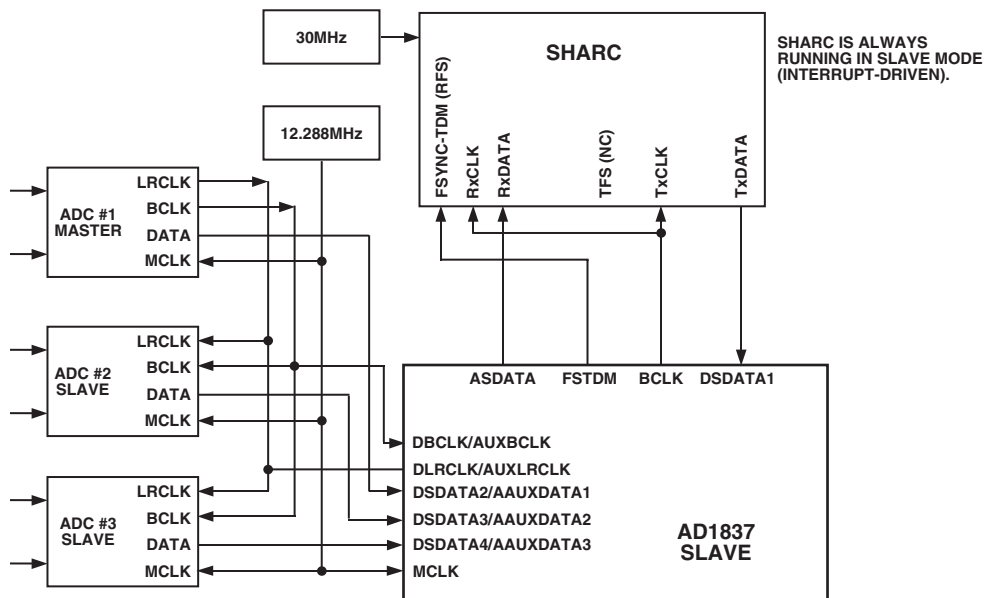 30MHz
SHARC
SHARC IS ALWAYS
RUNNING IN SLAVE MODE
(INTERRUPT-DRIVEN).
12.288MHz
FSYNC-TDM (RFS)
RxCLK
RxDATA
TFS (NC)
TxCLK
TxDATA
ADC #1
MASTER
LRCLK
BCLK
DATA
MCLK
ADC #2
SLAVE
LRCLK
BCLK
DATA
MCLK
ADC #3
SLAVE
LRCLK
BCLK
DATA
MCLK
ASDATA
FSTDM
BCLK
DSDATA1
DBCLK/AUXBCLK
DLRCLK/AUXLRCLK
DSDATA2/AAUXDATA1
DSDATA3/AAUXDATA2
DSDATA4/AAUXDATA3
MCLK
AD1837
SLAVE